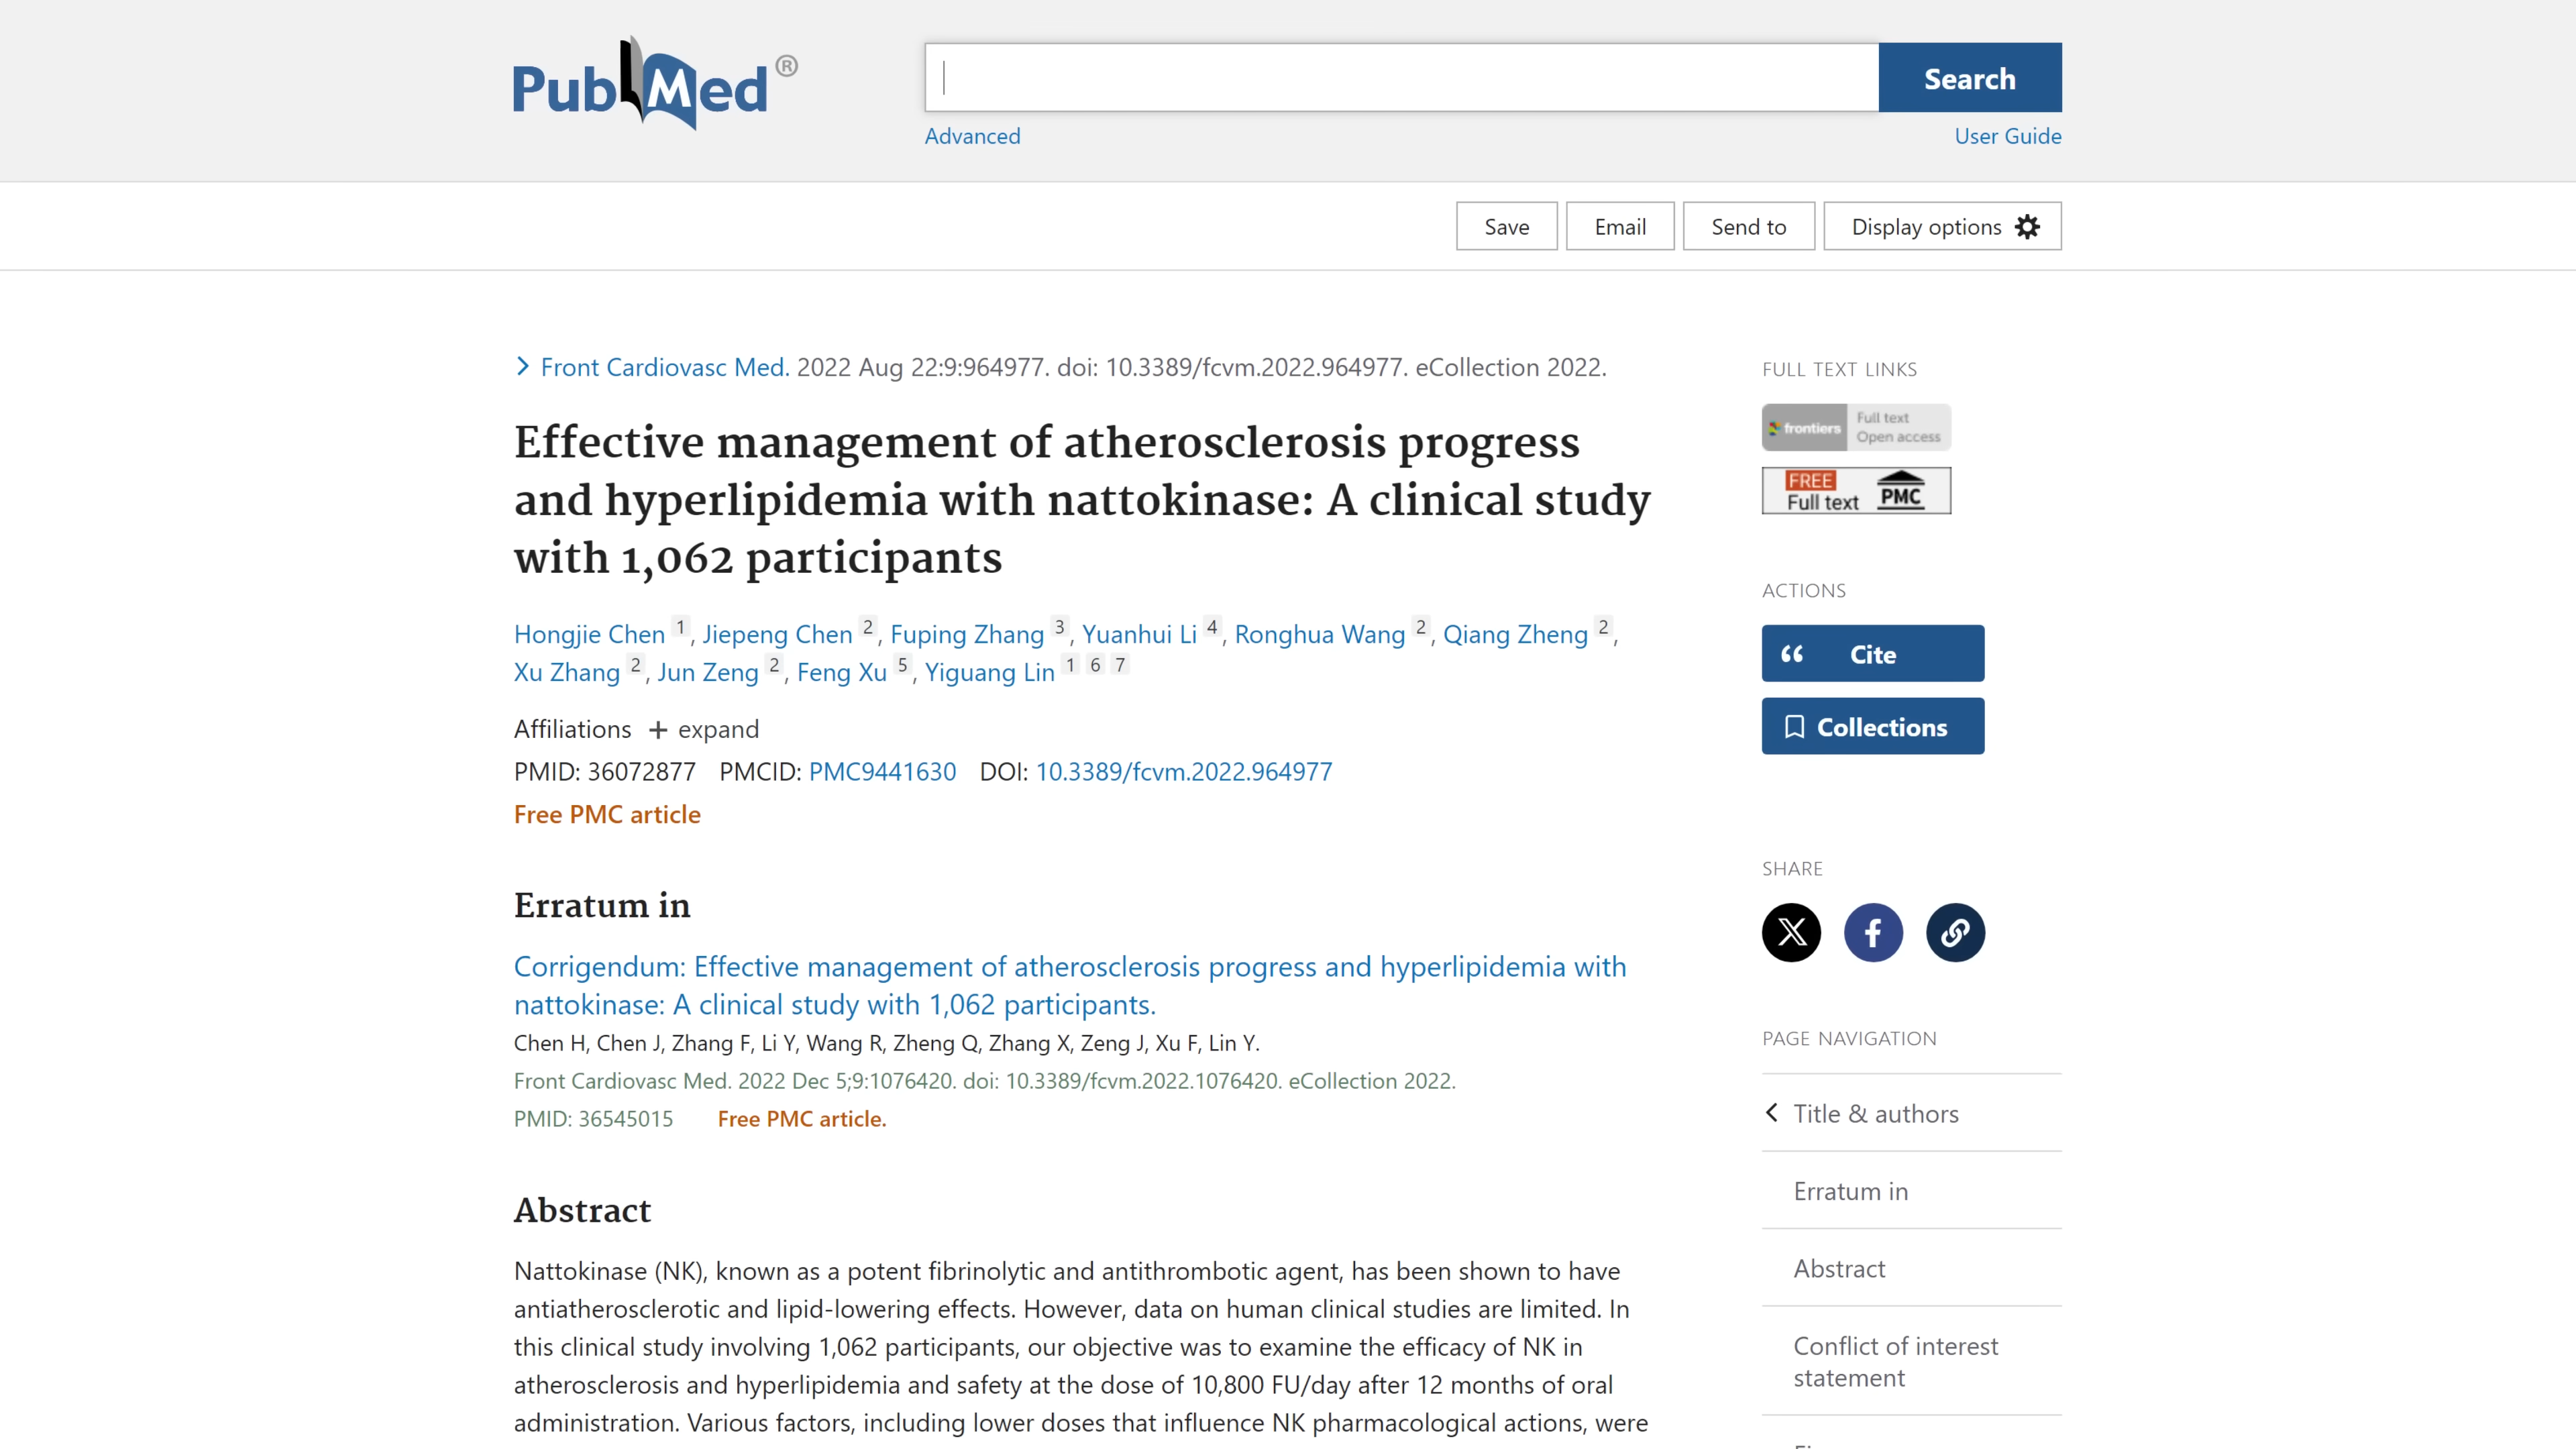 PubMed®
Search
Advanced
User Guide
Save
Email
Send to
Display options
Front Cardiovasc Med. 2022 Aug 22:9:964977. doi: 10.3389/fcvm.2022.964977. eCollection 2022.
Effective management of atherosclerosis progress
and hyperlipidemia with nattokinase: A clinical study
with 1,062 participants
Hongjie Chen 1, Jiepeng Chen 2, Fuping Zhang 3, Yuanhui Li 4, Ronghua Wang 2, Qiang Zheng 2,
Xu Zhang 2, Jun Zeng 2, Feng Xu 5, Yiguang Lin 1 6 7
Affiliations + expand
PMID: 36072877 PMCID: PMC9441630 DOI: 10.3389/fcvm.2022.964977
Free PMC article
Erratum in
Corrigendum: Effective management of atherosclerosis progress and hyperlipidemia with
nattokinase: A clinical study with 1,062 participants.
Chen H, Chen J, Zhang F, Li Y, Wang R, Zheng Q, Zhang X, Zeng J, Xu F, Lin Y.
Front Cardiovasc Med. 2022 Dec 5;9:1076420. doi: 10.3389/fcvm.2022.1076420. eCollection 2022.
PMID: 36545015 Free PMC article.
Abstract
Nattokinase (NK), known as a potent fibrinolytic and antithrombotic agent, has been shown to have
antiatherosclerotic and lipid-lowering effects. However, data on human clinical studies are limited. In
this clinical study involving 1,062 participants, our objective was to examine the efficacy of NK in
atherosclerosis and hyperlipidemia and safety at the dose of 10,800 FU/day after 12 months of oral
administration. Various factors, including lower doses that influence NK pharmacological actions, were
FULL TEXT LINKS
frontiers
Full text
Open access
FREE
Full text
PMC
ACTIONS
Cite
Collections
SHARE
PAGE NAVIGATION
Title & authors
Erratum in
Abstract
Conflict of interest
statement